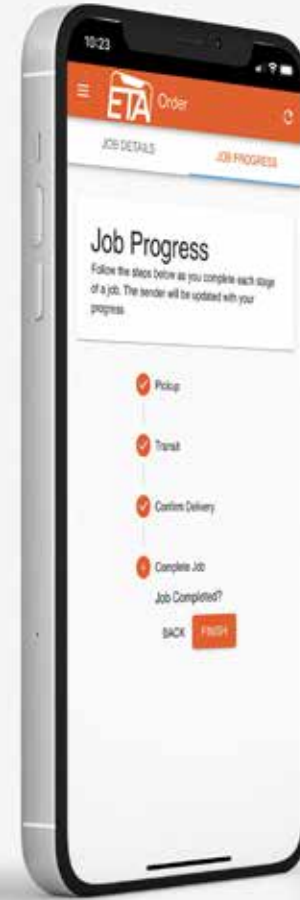 10:23
ETA Order
JOB DETAILS
JOB PROGRESS
Job Progress
Follow the steps below as you complete each stage
of a job. The sender will be updated with your
progress
Pickup
Transit
Confirm Delivery
Complete Job
Job Completed?
BACK FINISH